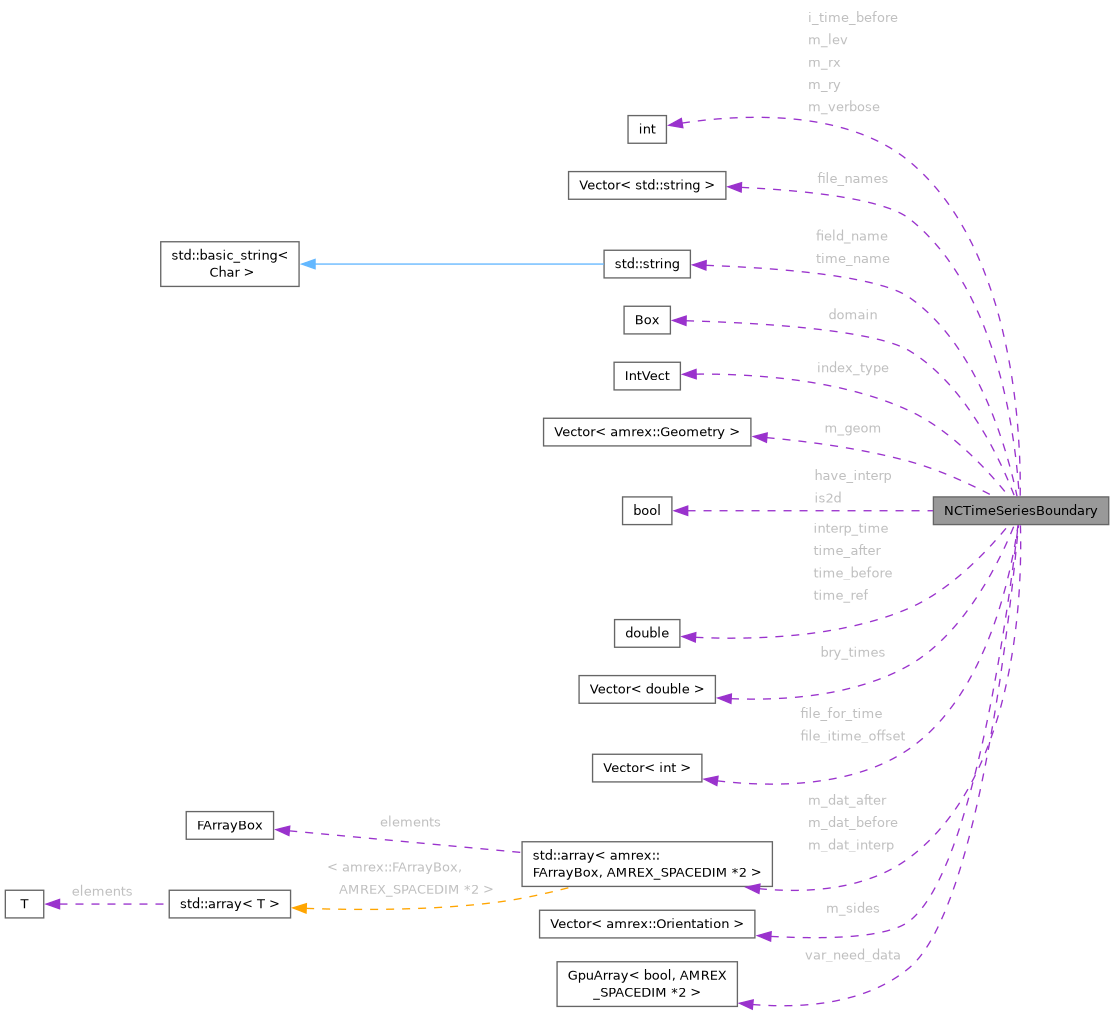 i_time_before
m_lev
m_rx
m_ry
m_verbose
int
file_names
Vector< std::string >
field_name
time_name
std::basic_string<
Char >
std::string
domain
Box
index_type
IntVect
m_geom
Vector< amrex::Geometry >
have_interp
is2d
bool
NCTimeSeriesBoundary
interp_time
time_after
time_before
time_ref
double
bry_times
Vector< double >
file_for_time
file_itime_offset
Vector< int >
m_dat_after
m_dat_before
m_dat_interp
elements
FArrayBox
std::array< amrex::
FArrayBox, AMREX_SPACEDIM *2 >
< amrex::FArrayBox,
AMREX_SPACEDIM *2 >
elements
T
std::array< T >
m_sides
Vector< amrex::Orientation >
var_need_data
GpuArray< bool, AMREX
_SPACEDIM *2 >